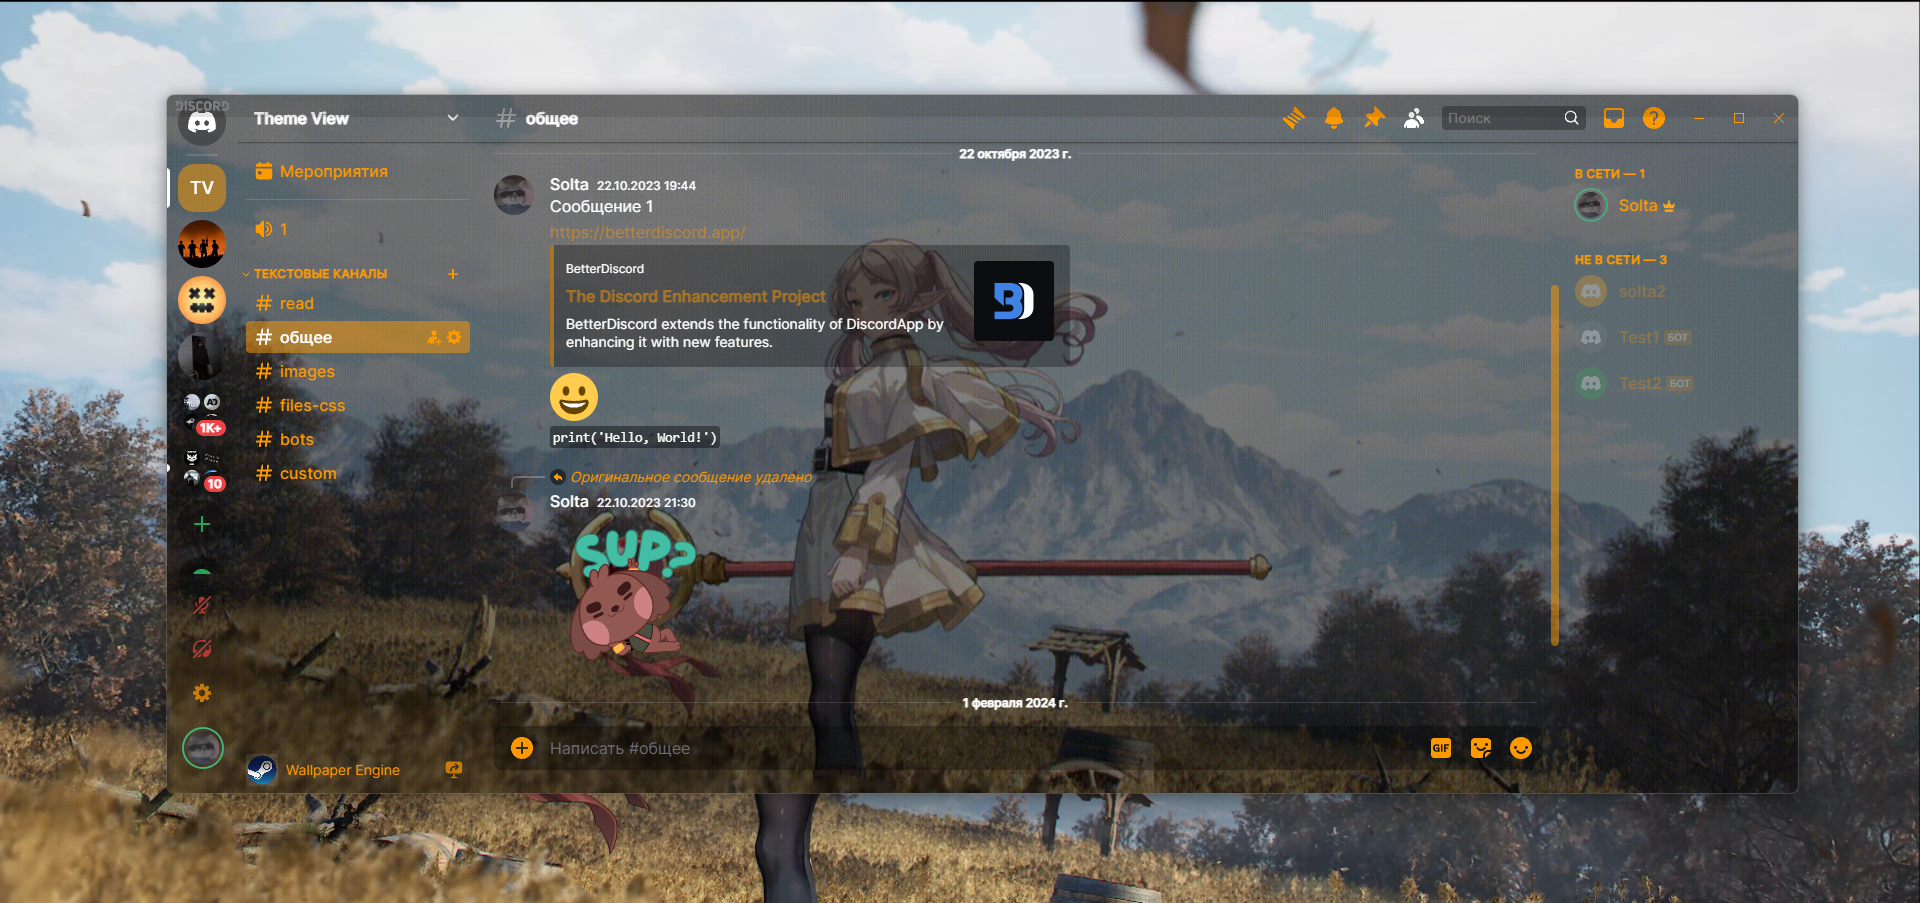 DISCORD
Theme View
# общее
Поиск
TV
Мероприятия
1
ТЕКСТОВЫЕ КАНАЛЫ
# read
# общее
# images
# files-css
# bots
# custom
1K+
10
22 октября 2023 г.
Solta 22.10.2023 19:44
Сообщение 1
https://betterdiscord.app/
BetterDiscord
The Discord Enhancement Project
BetterDiscord extends the functionality of DiscordApp by
enhancing it with new features.
print('Hello, World!')
Оригинальное сообщение удалено
Solta 22.10.2023 21:30
SUP?
1 февраля 2024 г.
Написать #общее
GIF
Wallpaper Engine
В СЕТИ — 1
Solta
НЕ В СЕТИ — 3
solta2
Test1 БОТ
Test2 БОТ